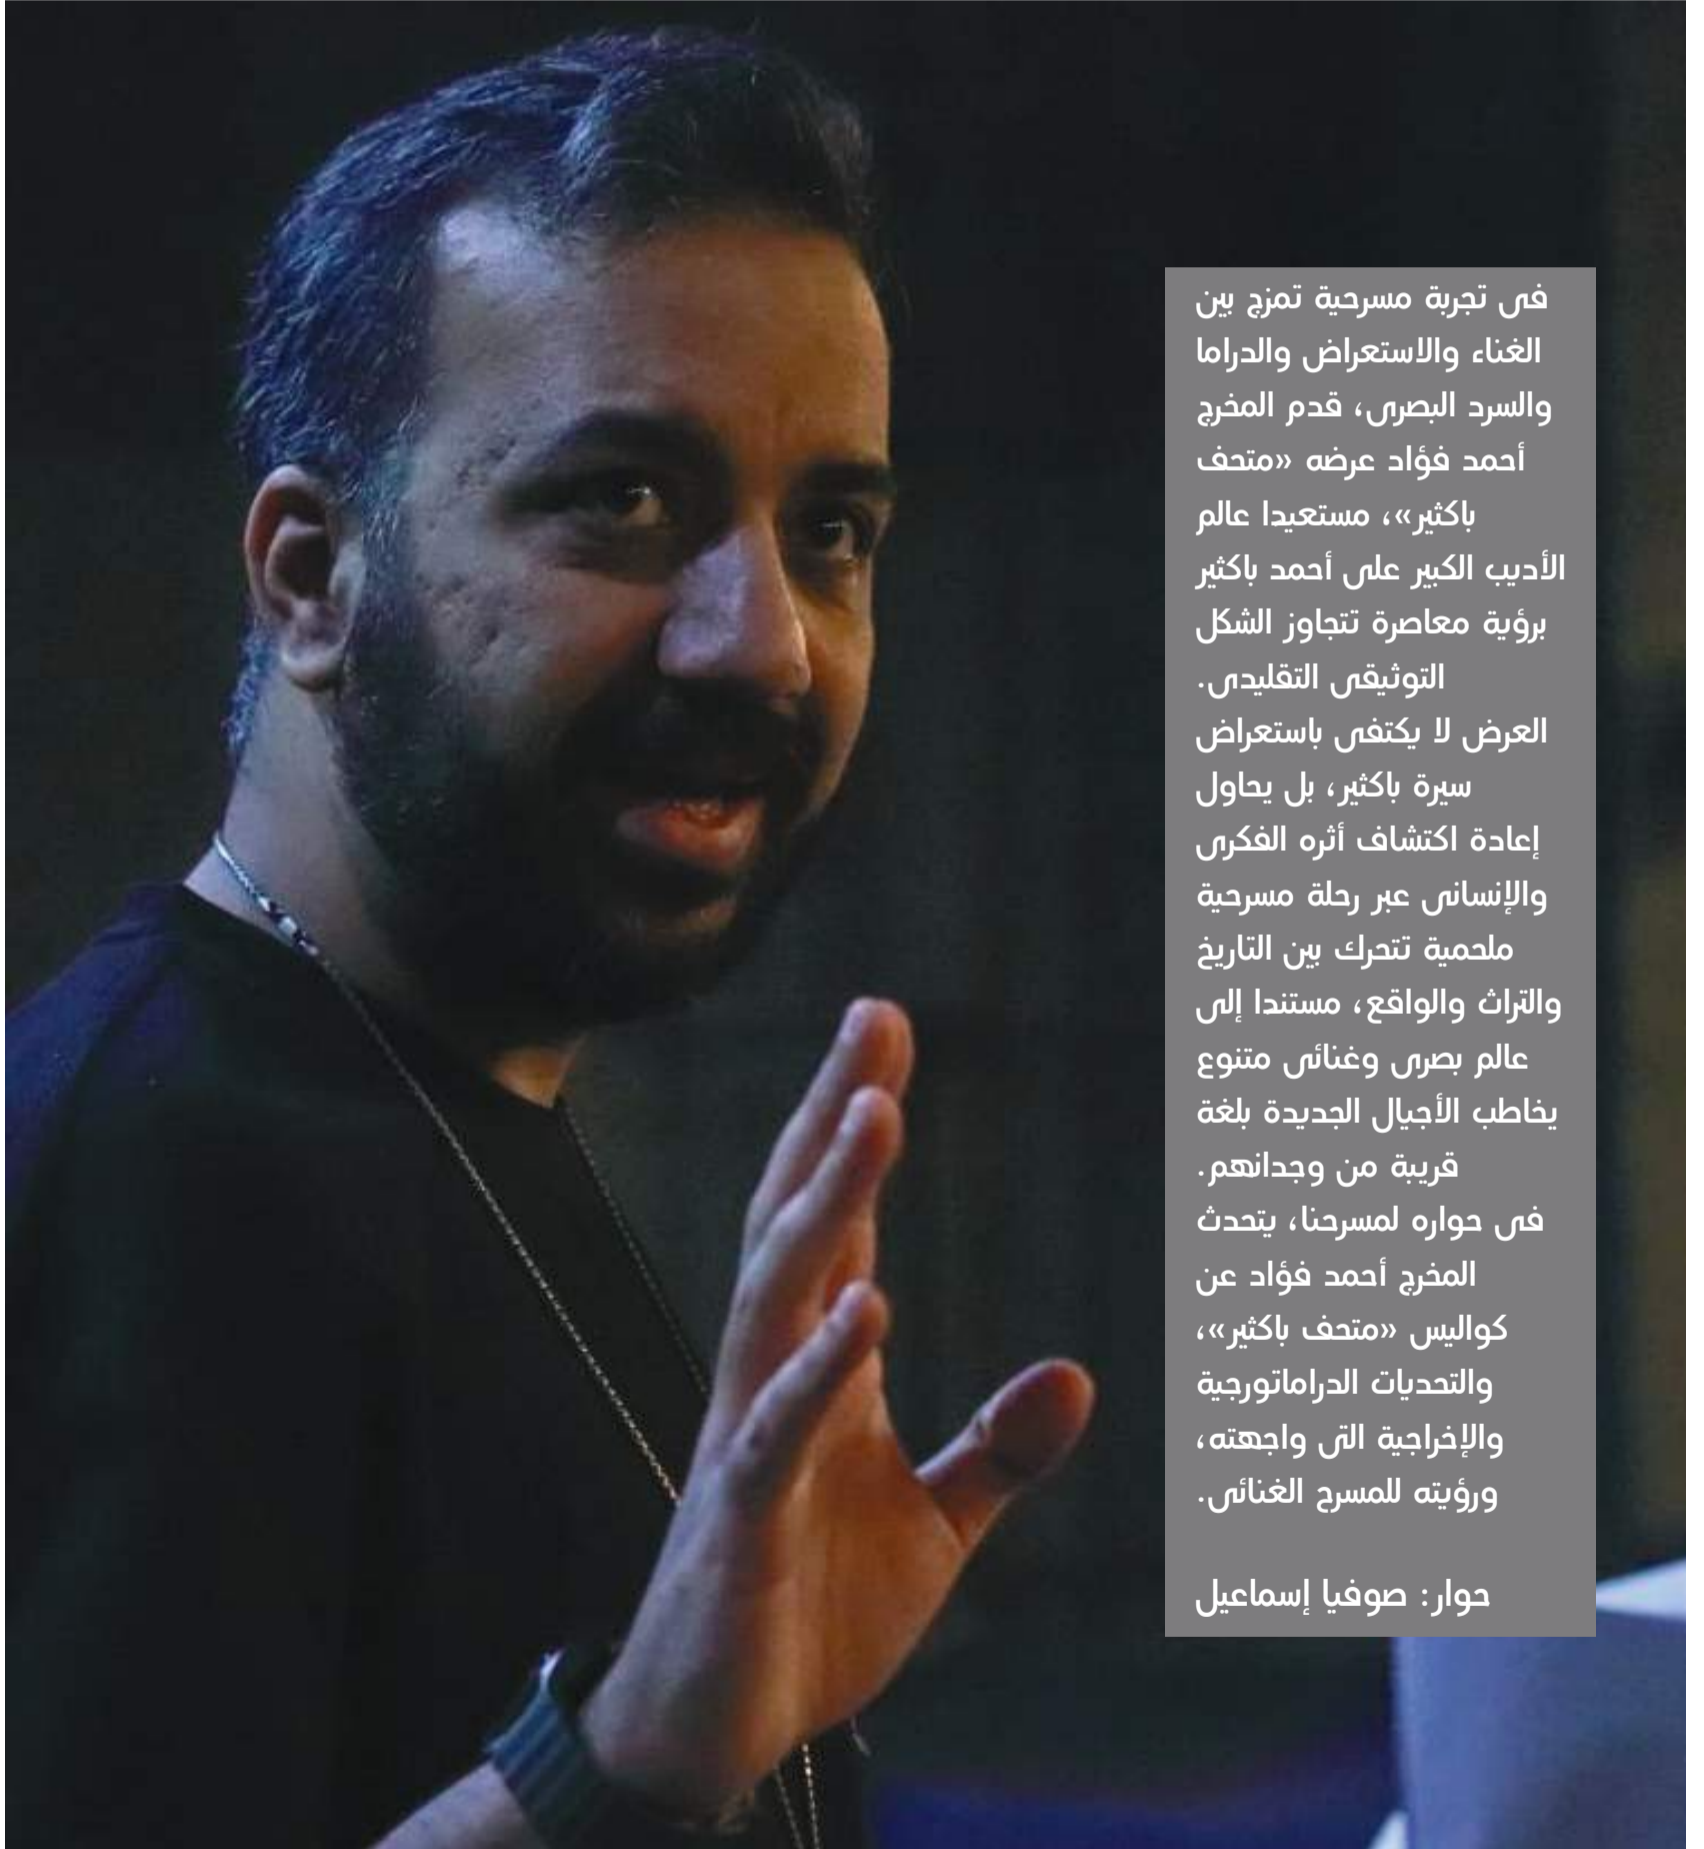 فى تجربة مسرحية تمزج بين
الغناء والاستعراض والدراما
والسرد البصرى، قدم المخرج
أحمد فؤاد عرضه «متحف
باكثير»، مستعيدا عالم
الأديب الكبير على أحمد باكثير
برؤية معاصرة تتجاوز الشكل
التوثيقى التقليدى.
العرض لا يكتفى باستعراض
سيرة باكثير، بل يحاول
إعادة اكتشاف أثره الفكرى
والإنسانى عبر رحلة مسرحية
ملحمية تتحرك بين التاريخ
والتراث والواقع، مستندا إلى
عالم بصرى وغنائى متنوع
يخاطب الأجيال الجديدة بلغة
قريبة من وجدانهم.
فى حواره لمسرحنا، يتحدث
المخرج أحمد فؤاد عن
كواليس «متحف باكثير»،
والتحديات الدراماتورجية
والإخراجية التى واجهته،
ورؤيته للمسرح الغنائى.
حوار: صوفيا إسماعيل